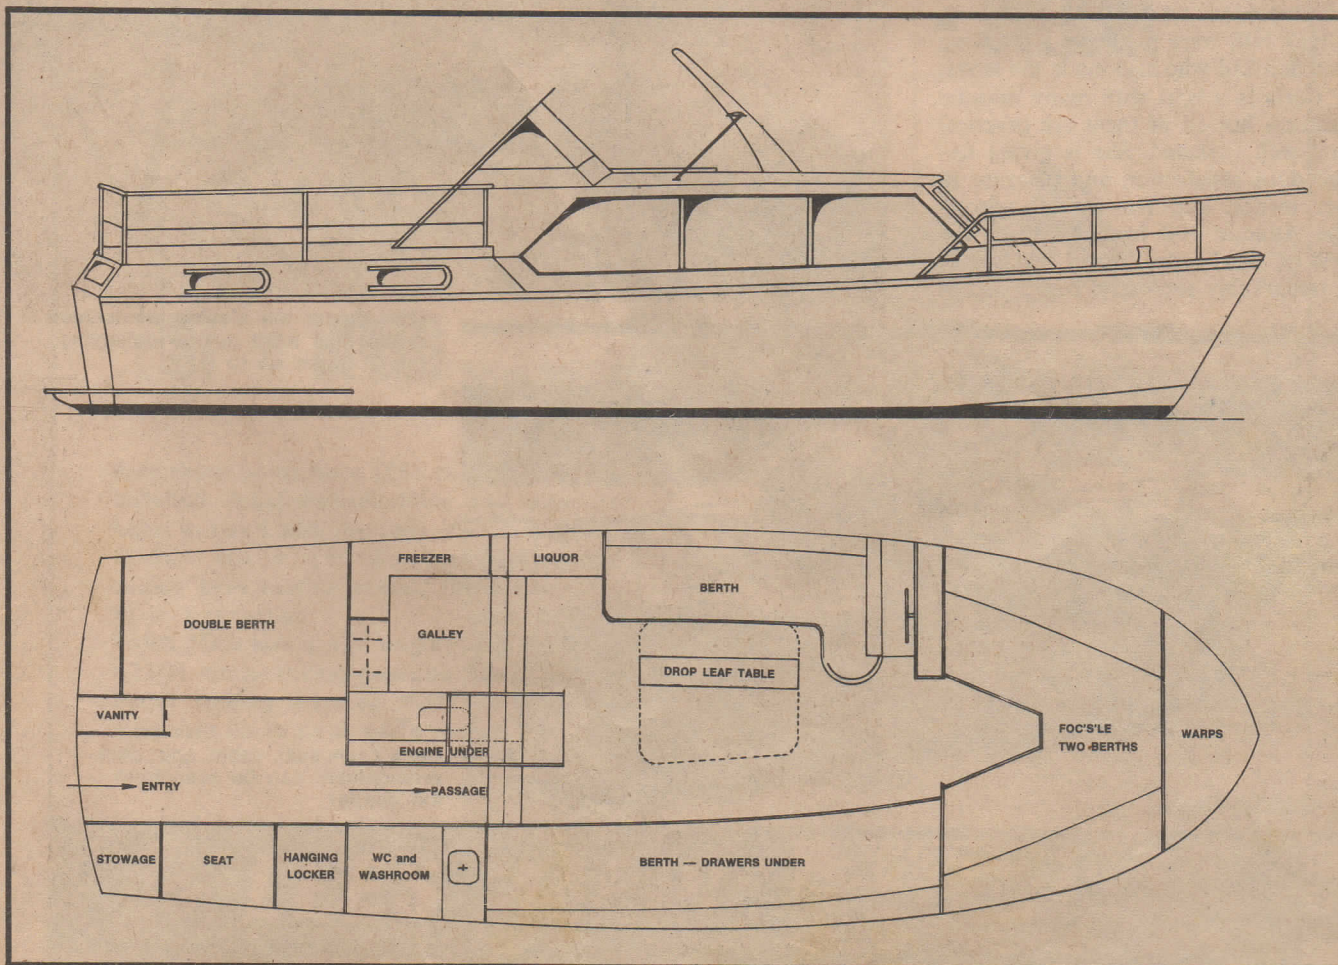 FREEZER
LIQUOR
BERTH
DOUBLE BERTH
GALLEY
DROP LEAF TABLE
VANITY
ENGINE UNDER
FOC'S'LE
TWO BERTHS
WARPS
ENTRY
PASSAGE
STOWAGE
SEAT
HANGING
LOCKER
WC and
WASHROOM
BERTH — DRAWERS UNDER